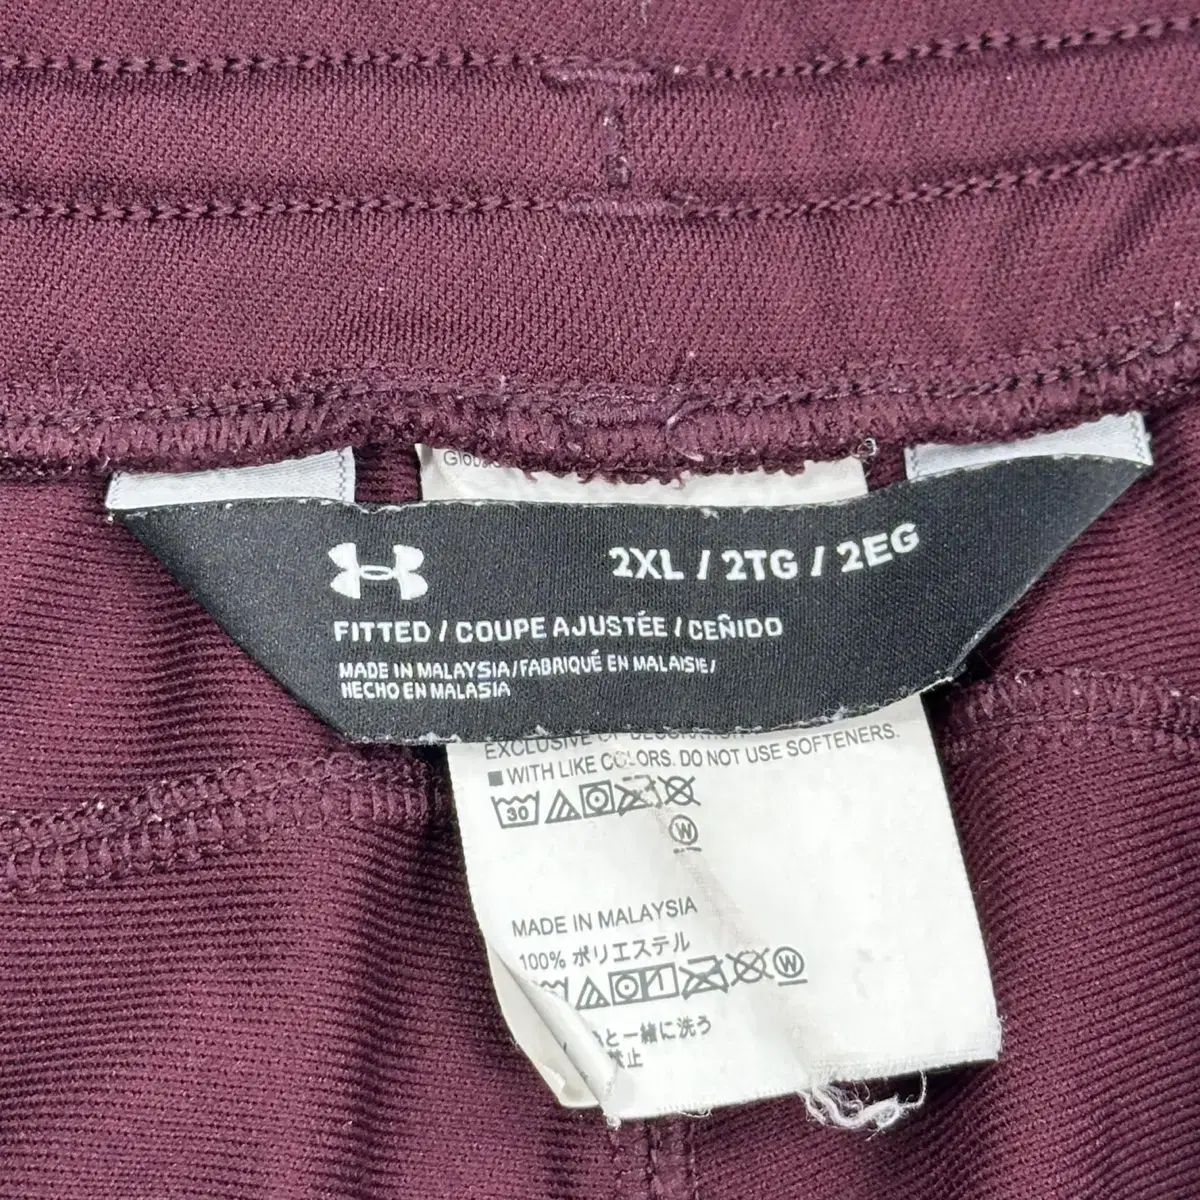 2XL / 2TG / 2EG
FITTED / COUPE AJUSTÉE / CEÑIDO
MADE IN MALAYSIA/FABRIQUÉ EN MALAISIE/
HECHO EN MALASIA
EXCLUSIVE OF
WITH LIKE COLORS. DO NOT USE SOFTENERS.
30
W
MADE IN MALAYSIA
100% ポリエステル
W
と一緒に洗う
禁止